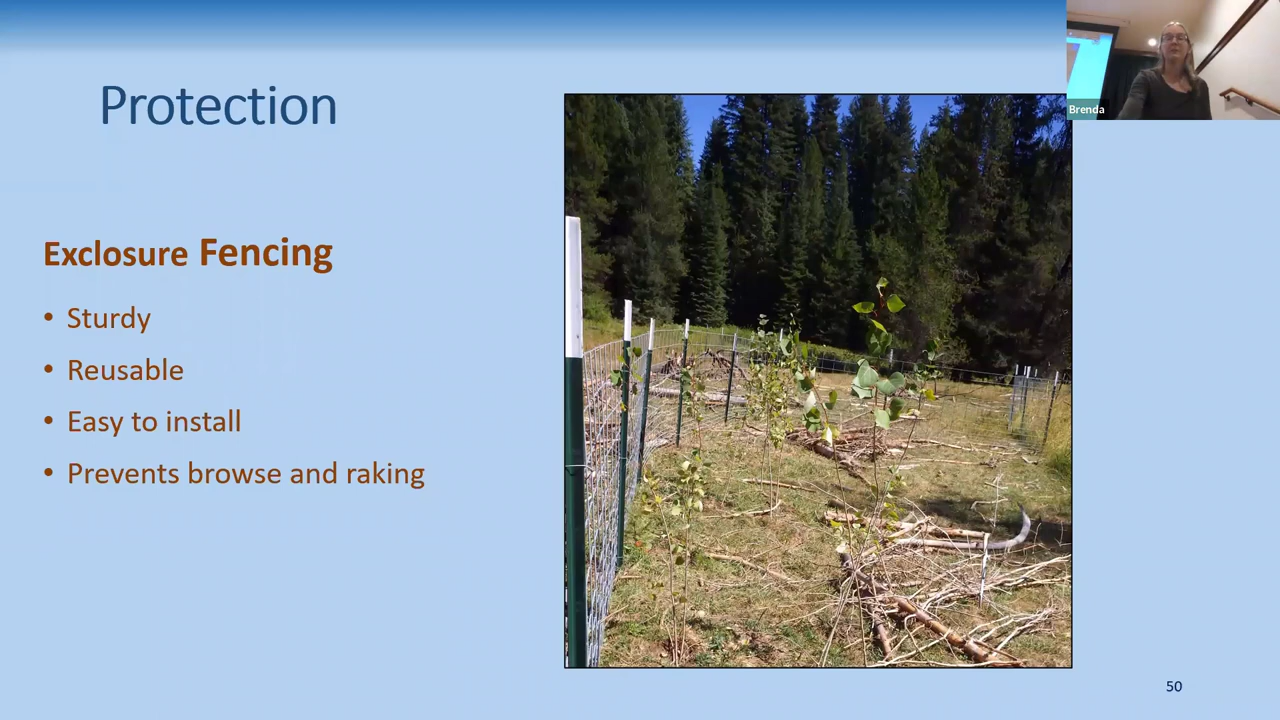 Protection
Brenda
Exclosure Fencing
• Sturdy
• Reusable
• Easy to install
• Prevents browse and raking
50